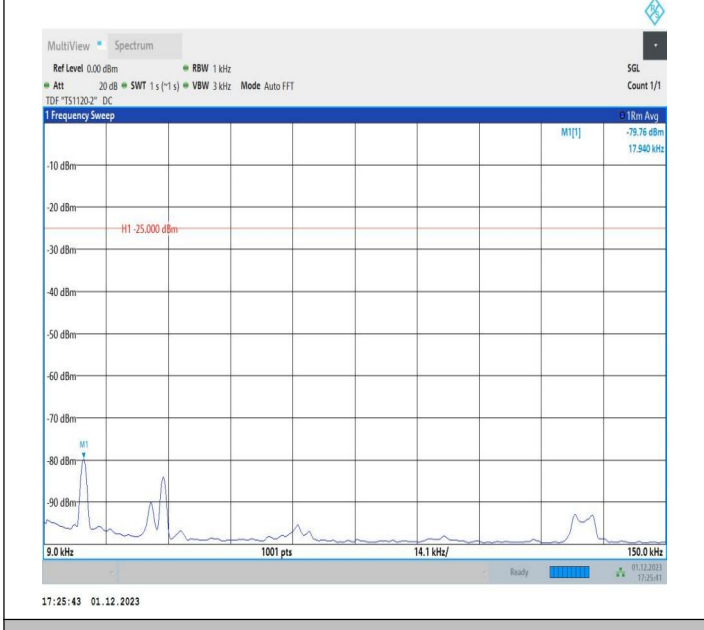 MultiView Spectrum
Ref Level 0.00 dBm RBW 1 kHz SGL
Att 20 dB SWT 1 s (~1 s) VBW 3 kHz Mode Auto FFT Count 1/1
TDF "TS1120-2" DC
1 Frequency Sweep 1Rm Avg
M1[1] -79.76 dBm
17.940 kHz
-10 dBm
-20 dBm
H1 -25.000 dBm
-30 dBm
-40 dBm
-50 dBm
-60 dBm
-70 dBm
M1
-80 dBm
-90 dBm
9.0 kHz 1001 pts 14.1 kHz/ 150.0 kHz
Ready 01.12.2023
17:25:41
17:25:43 01.12.2023